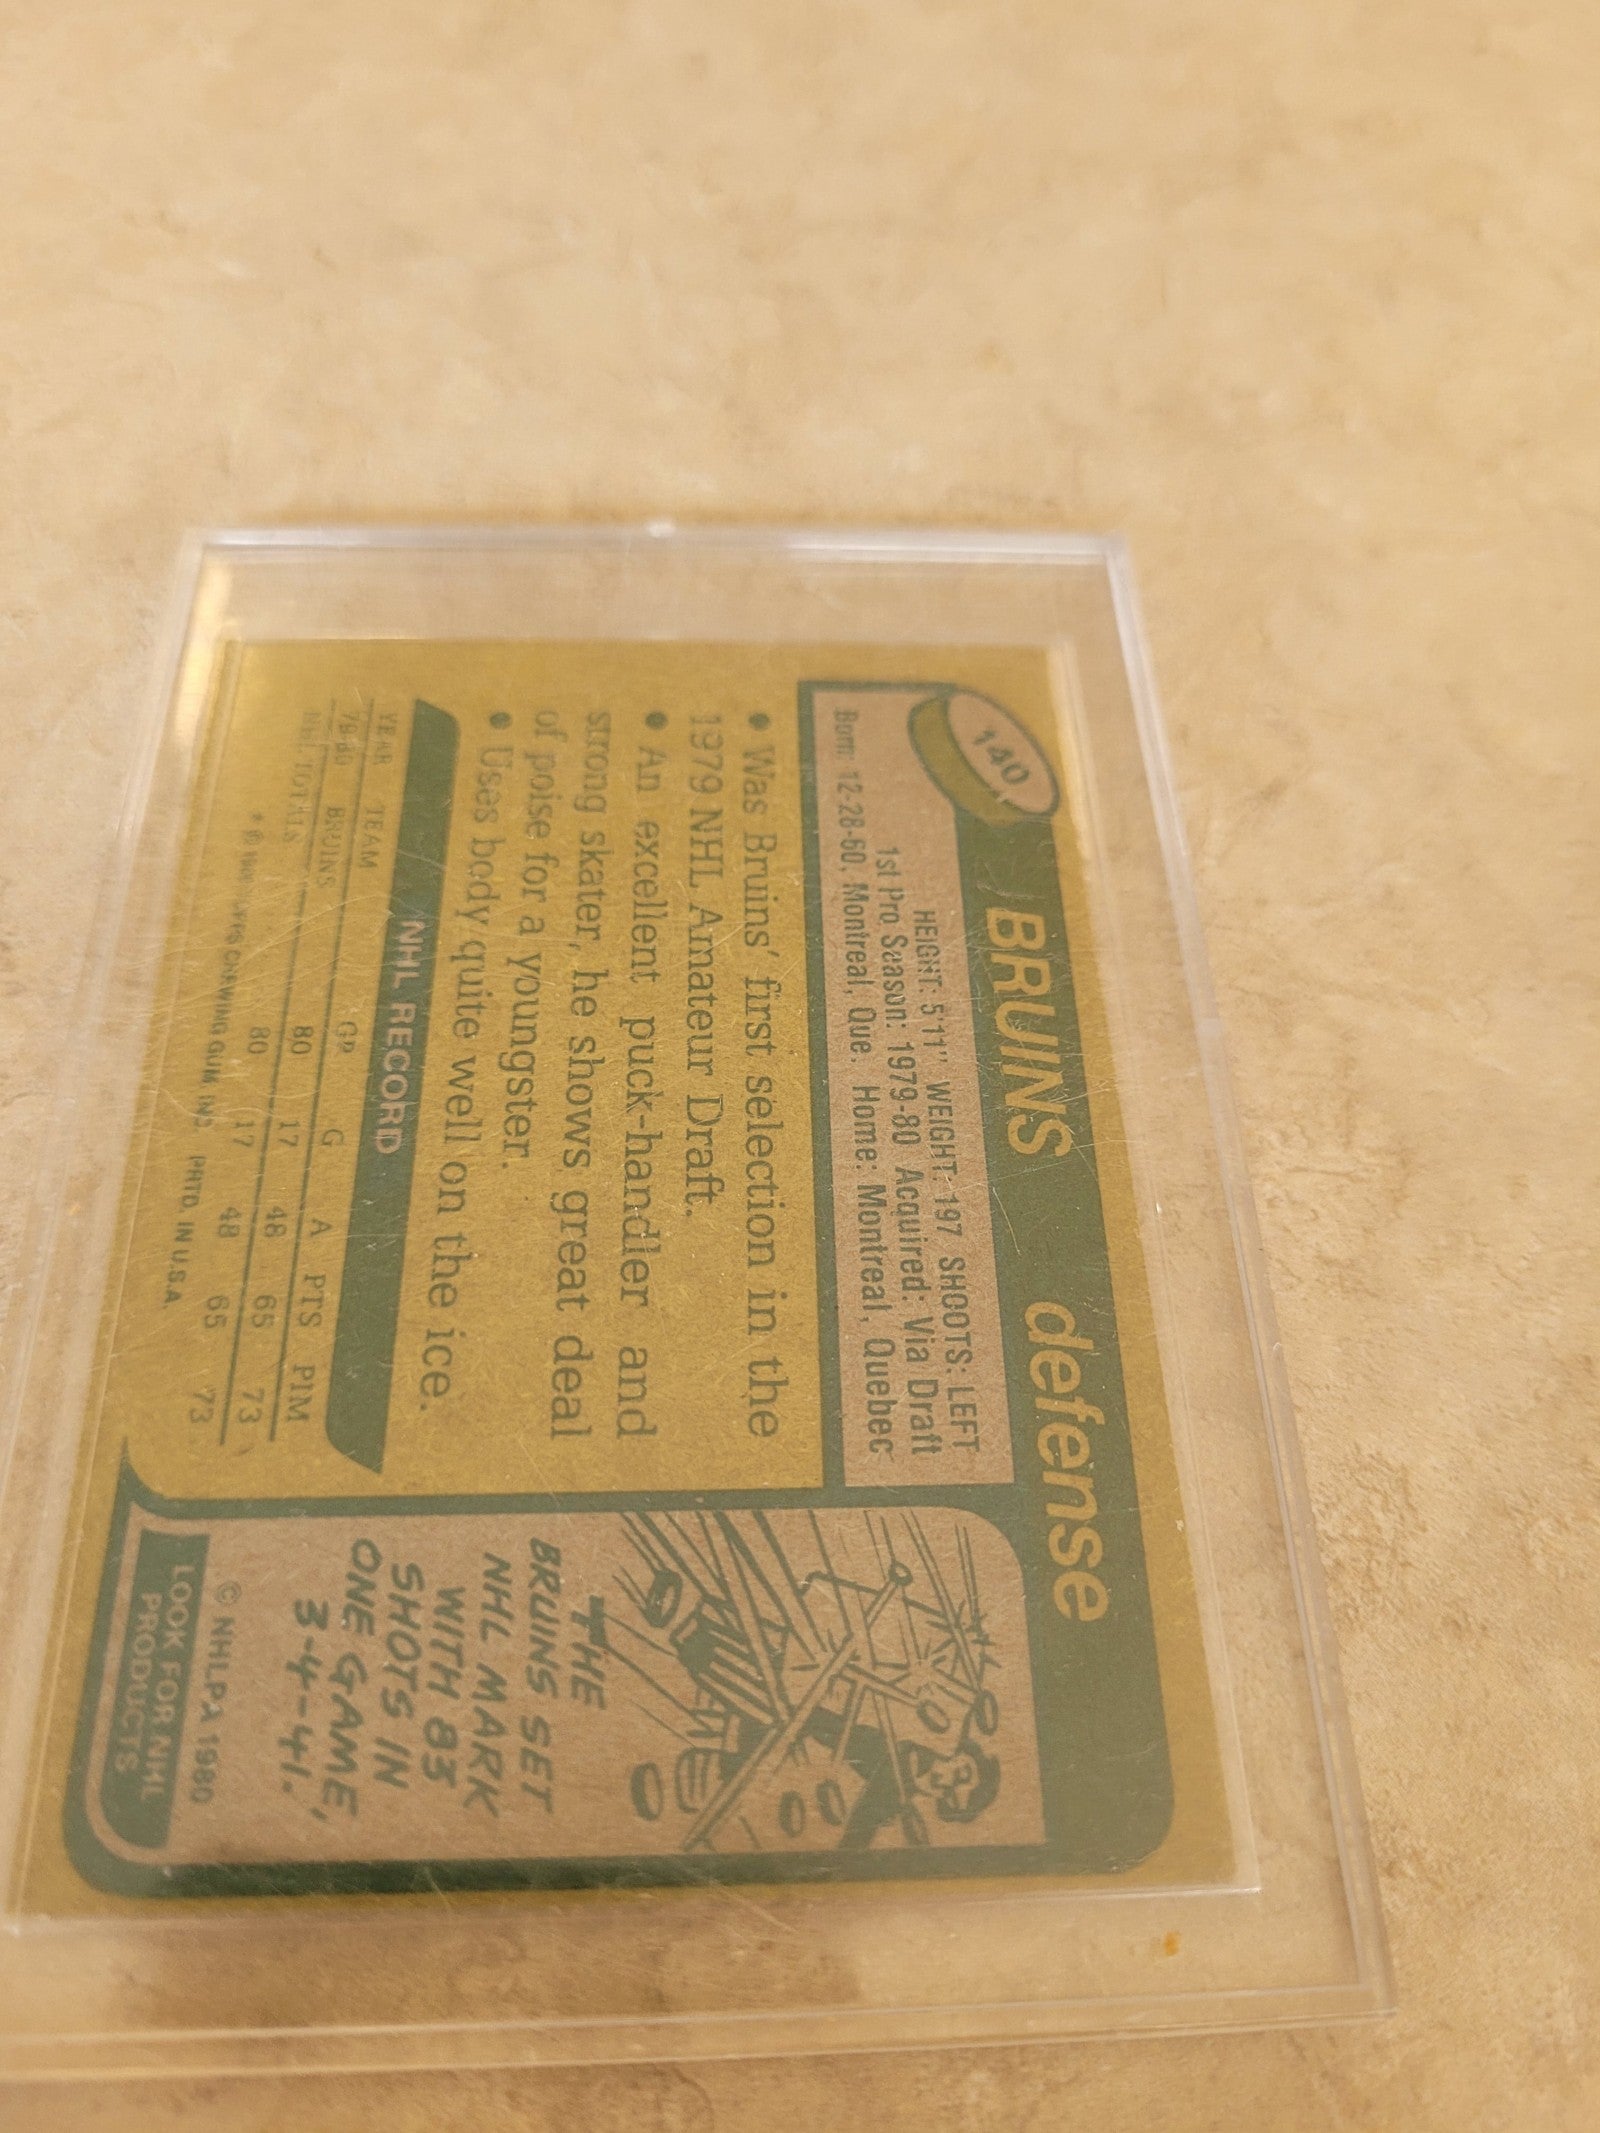 140
BRUINS defense
HEIGHT: 5'11" WEIGHT: 197 SHOOTS: LEFT
1st Pro Season: 1979-80 Acquired: Via Draft
Born: 12-28-60, Montreal, Que. Home: Montreal, Quebec
• Was Bruins' first selection in the
1979 NHL Amateur Draft.
• An excellent puck-handler and
strong skater, he shows great deal
of poise for a youngster.
• Uses body quite well on the ice.
NHL RECORD
YEAR TEAM GP G A PTS PIM
79-80 BRUINS 80 17 48 65 73
NHL TOTALS 80 17 48 65 73
CHEWING GUM INC. PRTD. IN U.S.A.
THE
BRUINS SET
NHL MARK
WITH 83
SHOTS IN
ONE GAME,
3-4-41.
© NHLPA 1980
LOOK FOR NHL
PRODUCTS